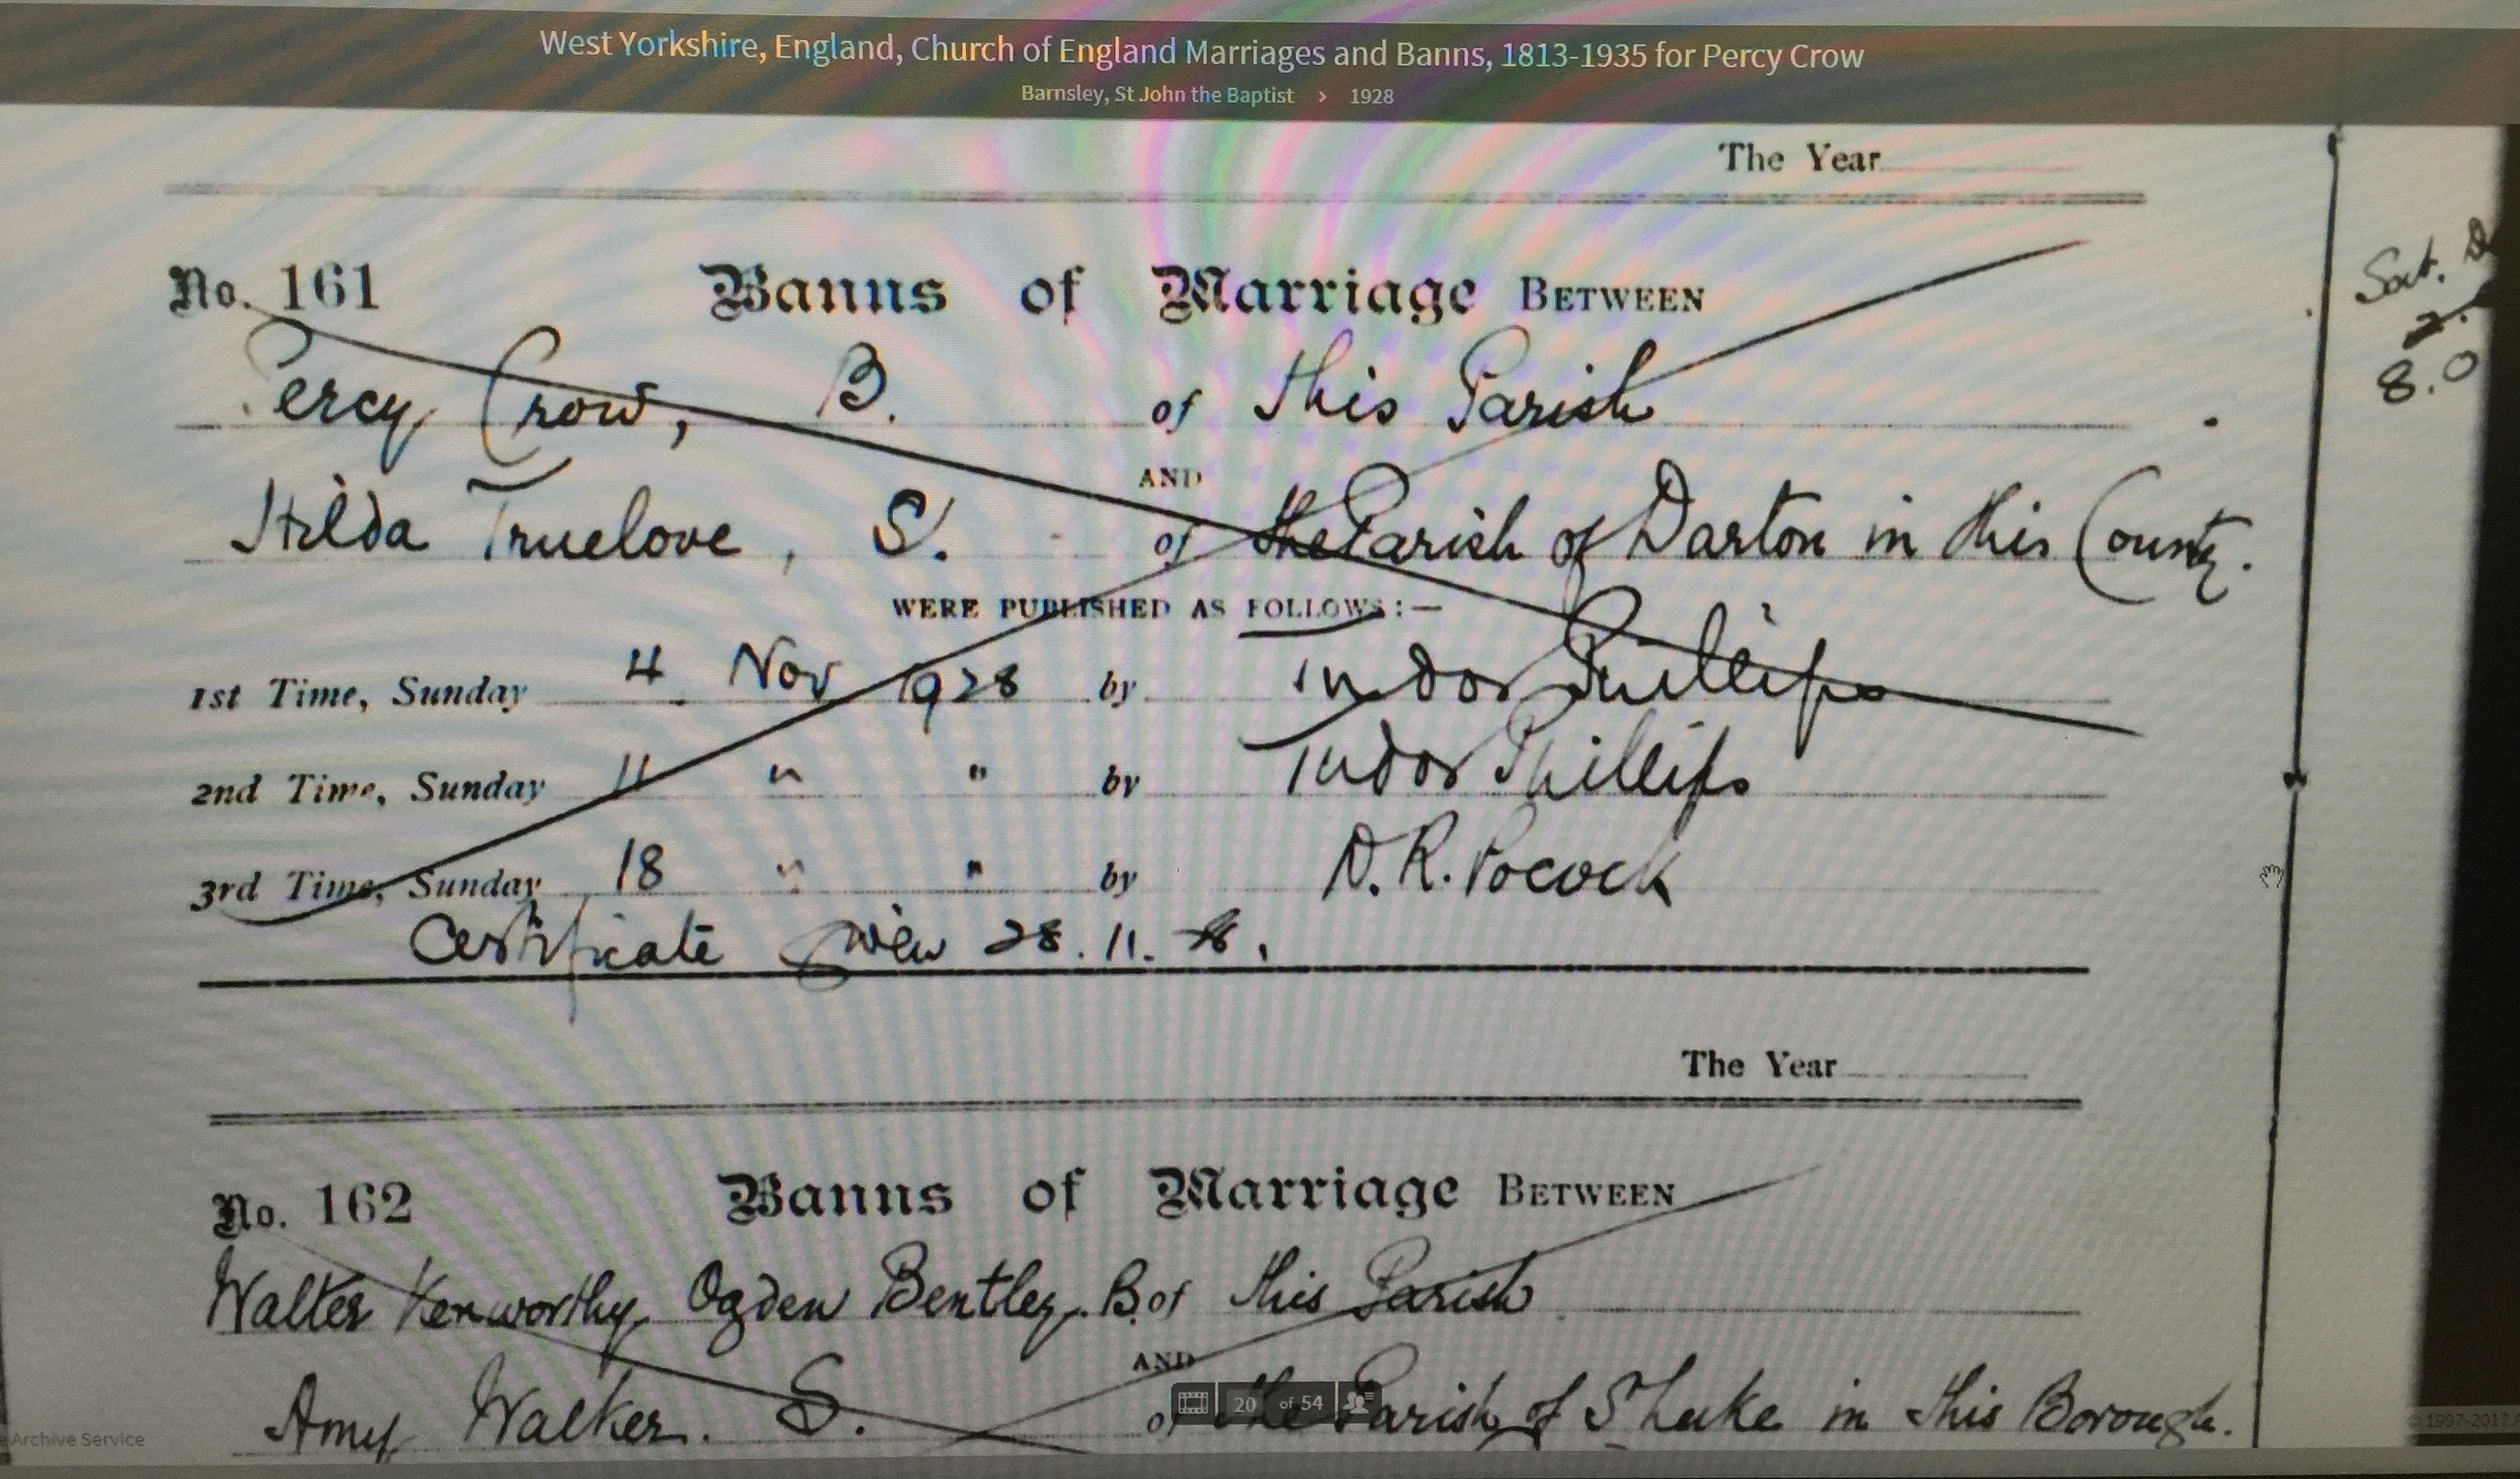 West Yorkshire, England, Church of England Marriages and Banns, 1813-1935 for Percy Crow
Barnsley, St John the Baptist > 1928
The Year
No. 161 Banns of Marriage BETWEEN
Percy Crow, B. of this Parish
AND
Hilda Truelove, S. of the Parish of Darton in this County.
WERE PUBLISHED AS FOLLOWS:—
1st Time, Sunday 4 Nov 1928 by Tudor Phillips
2nd Time, Sunday 11 " " by Tudor Phillips
3rd Time, Sunday 18 " " by D. R. Pocock
Certificate given 28.11.28.
Sat. D
2.
8.0
The Year
No. 162 Banns of Marriage BETWEEN
Walter Kenworthy Ogden Bentley. B. of this Parish
AND
Amy Walker. S. of the Parish of S Luke in this Borough.
20 of 54
Archive Service
1997-2017